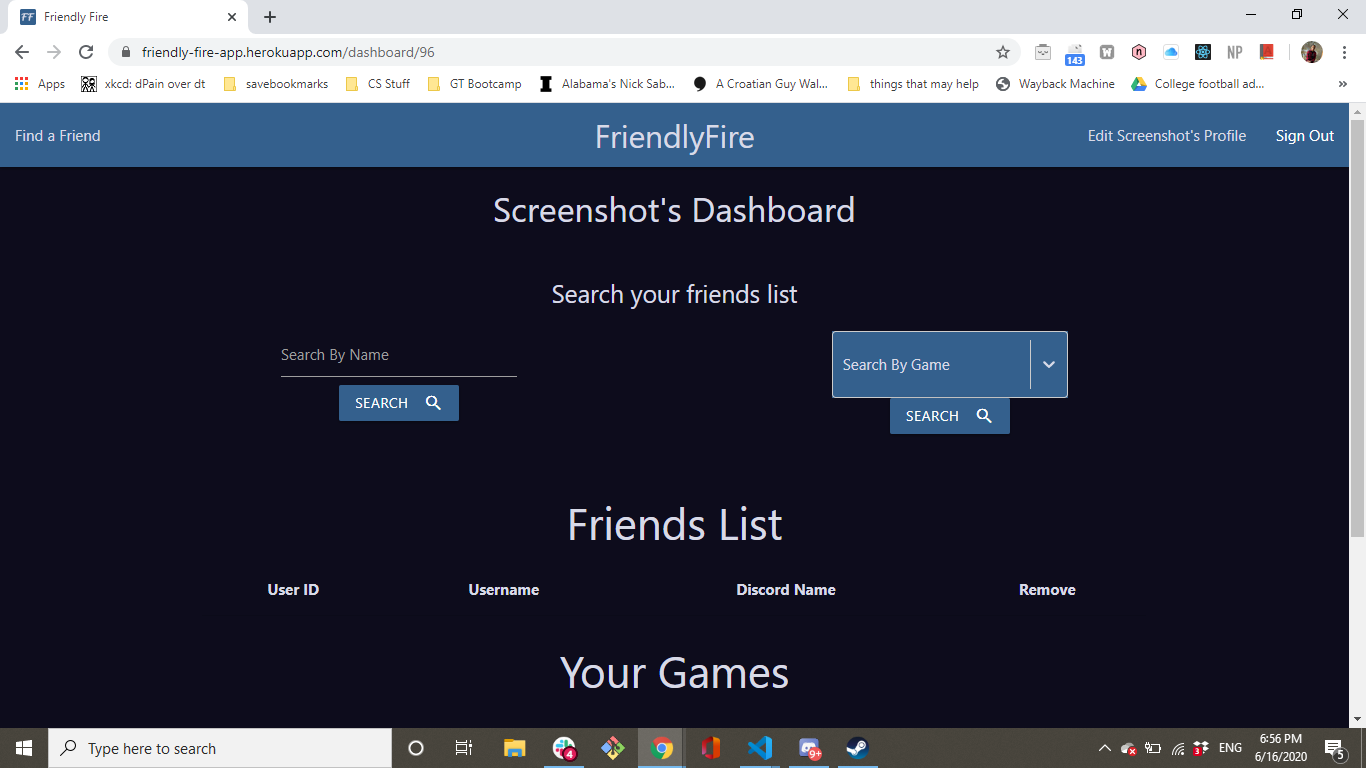 FF Friendly Fire
friendly-fire-app.herokuapp.com/dashboard/96
143
W
n
NP
Apps
xkcd: dPain over dt
savebookmarks
CS Stuff
GT Bootcamp
Alabama's Nick Sab...
A Croatian Guy Wal...
things that may help
Wayback Machine
College football ad...
»
Find a Friend
FriendlyFire
Edit Screenshot's Profile
Sign Out
Screenshot's Dashboard
Search your friends list
Search By Name
SEARCH
Search By Game
SEARCH
Friends List
User ID Username Discord Name Remove
Your Games
Type here to search
4
9+
3
ENG
6:56 PM
6/16/2020
5